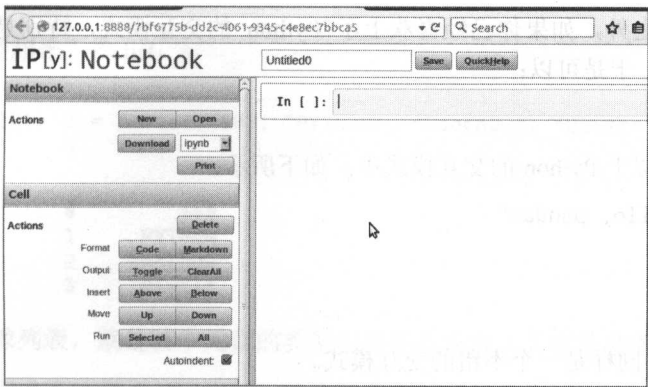 127.0.0.1:8888/7bf6775b-dd2c-4061-9345-c4e8ec7bbca5
Search
IP[y]: Notebook
Untitled0
Save
QuickHelp
Notebook
Actions
New
Open
Download
ipynb
Print
In [ ]:
Cell
Actions
Delete
Format
Code
Markdown
Output
Toggle
ClearAll
Insert
Above
Below
Move
Up
Down
Run
Selected
All
Autoindent: